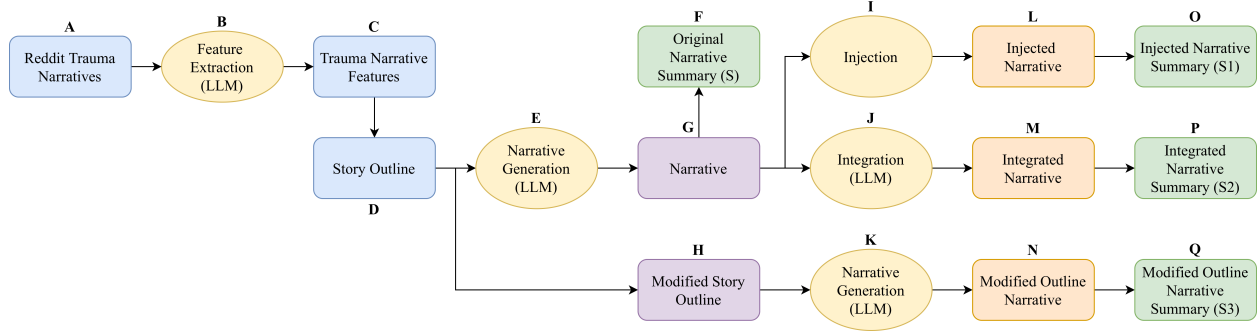 A
Reddit Trauma
Narratives
B
Feature
Extraction
(LLM)
C
Trauma Narrative
Features
Story Outline
D
E
Narrative
Generation
(LLM)
F
Original
Narrative
Summary (S)
G
Narrative
H
Modified Story
Outline
I
Injection
J
Integration
(LLM)
K
Narrative
Generation
(LLM)
L
Injected
Narrative
M
Integrated
Narrative
N
Modified Outline
Narrative
O
Injected Narrative
Summary (S1)
P
Integrated
Narrative
Summary (S2)
Q
Modified Outline
Narrative
Summary (S3)